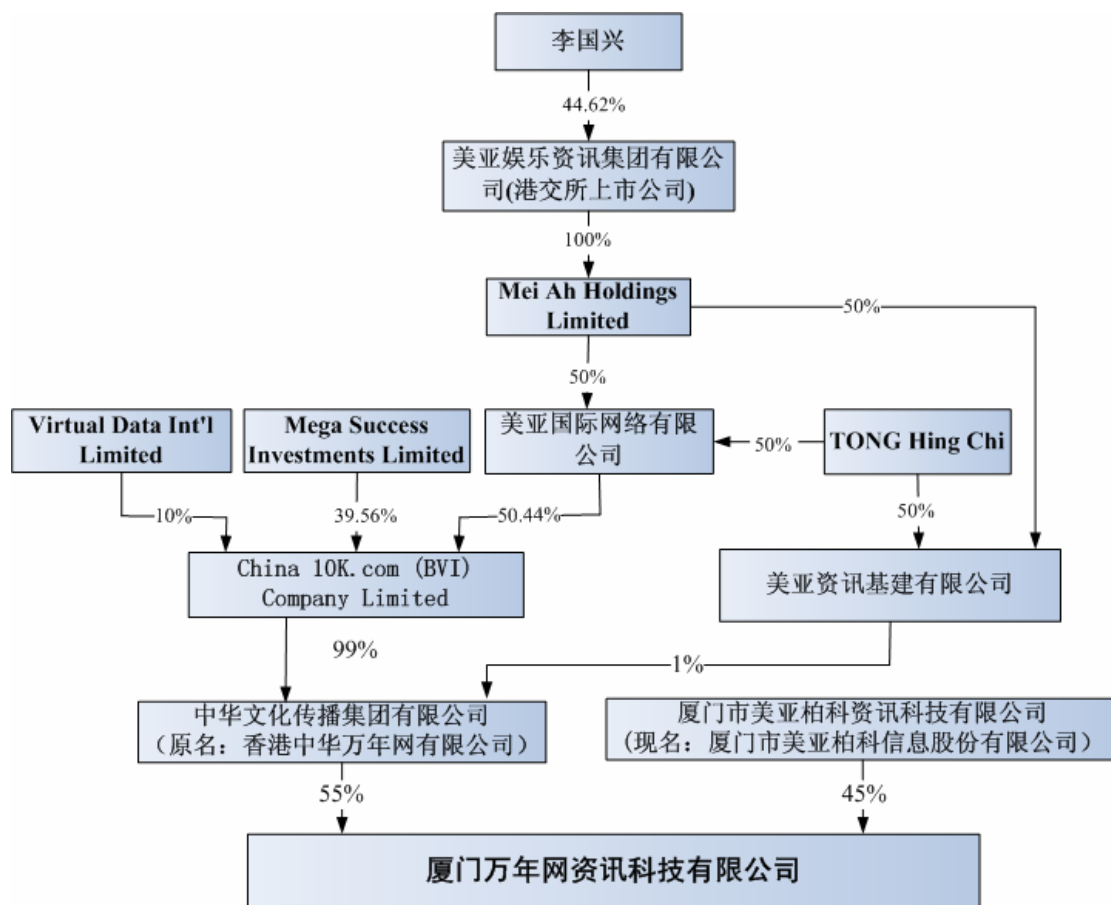 李国兴
44.62%
美亚娱乐资讯集团有限公
司(港交所上市公司)
100%
Mei Ah Holdings
Limited
50%
50%
Virtual Data Int'l
Limited
Mega Success
Investments Limited
美亚国际网络有限
公司
50%
TONG Hing Chi
10%
39.56%
50.44%
50%
China 10K.com (BVI)
Company Limited
美亚资讯基建有限公司
99%
1%
中华文化传播集团有限公司
（原名：香港中华万年网有限公司）
厦门市美亚柏科资讯科技有限公司
(现名：厦门市美亚柏科信息股份有限公司）
55%
45%
厦门万年网资讯科技有限公司